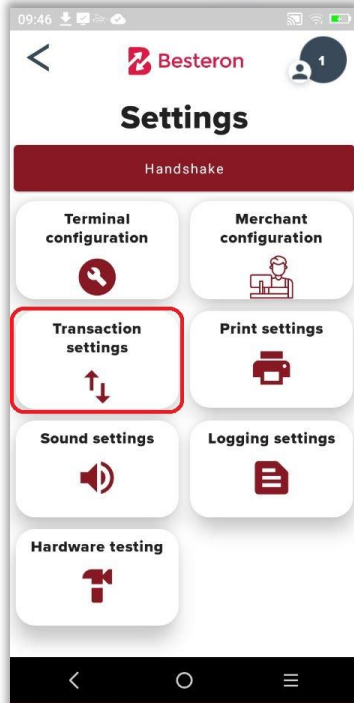 09:46
Besteron
1
Settings
Handshake
Terminal
configuration
Merchant
configuration
Transaction
settings
Print settings
Sound settings
Logging settings
Hardware testing